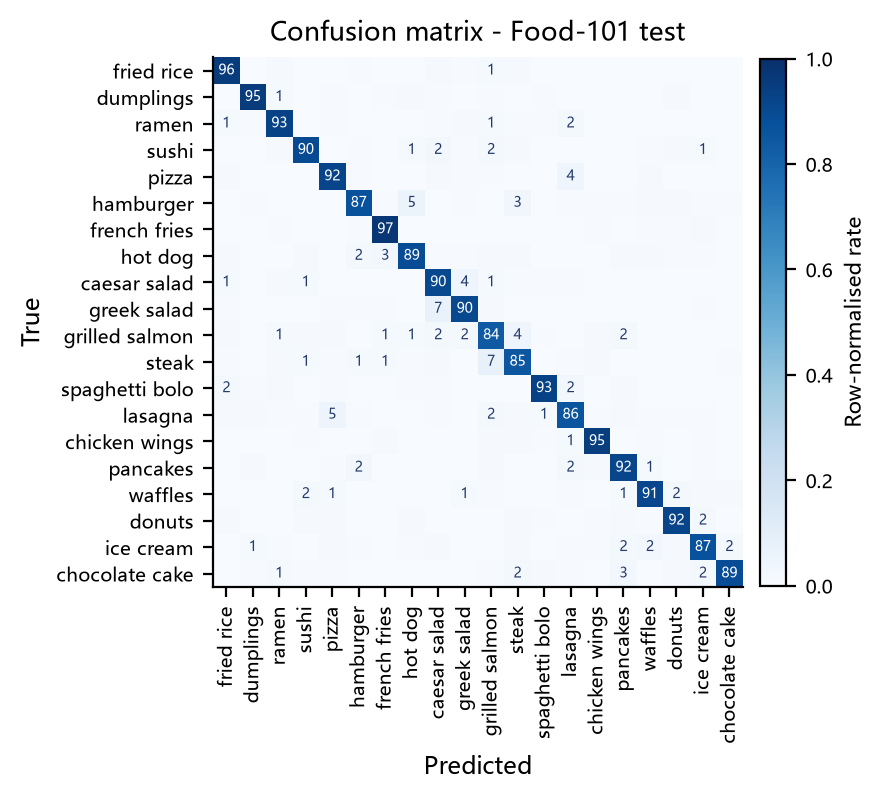 Confusion matrix - Food-101 test
fried rice 96 1
dumplings 95 1
ramen 1 93 1 2
sushi 90 1 2 2 1
pizza 92 4
hamburger 87 5 3
french fries 97
hot dog 2 3 89
caesar salad 1 1 90 4 1
greek salad 7 90
grilled salmon 1 1 1 2 2 84 4 2
steak 1 1 1 7 85
spaghetti bolo 2 93 2
lasagna 5 2 1 86
chicken wings 1 95
pancakes 2 2 92 1
waffles 2 1 1 1 91 2
donuts 92 2
ice cream 1 2 2 87 2
chocolate cake 1 2 3 2 89
True
fried rice
dumplings
ramen
sushi
pizza
hamburger
french fries
hot dog
caesar salad
greek salad
grilled salmon
steak
spaghetti bolo
lasagna
chicken wings
pancakes
waffles
donuts
ice cream
chocolate cake
Predicted
1.0
0.8
0.6
0.4
0.2
0.0
Row-normalised rate